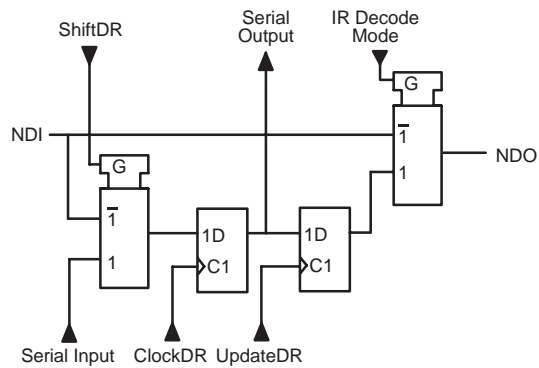 Serial
Output
IR Decode
Mode
ShiftDR
G
NDI
1̅
1
NDO
G
1̅
1
1D
C1
1D
C1
Serial Input
ClockDR
UpdateDR